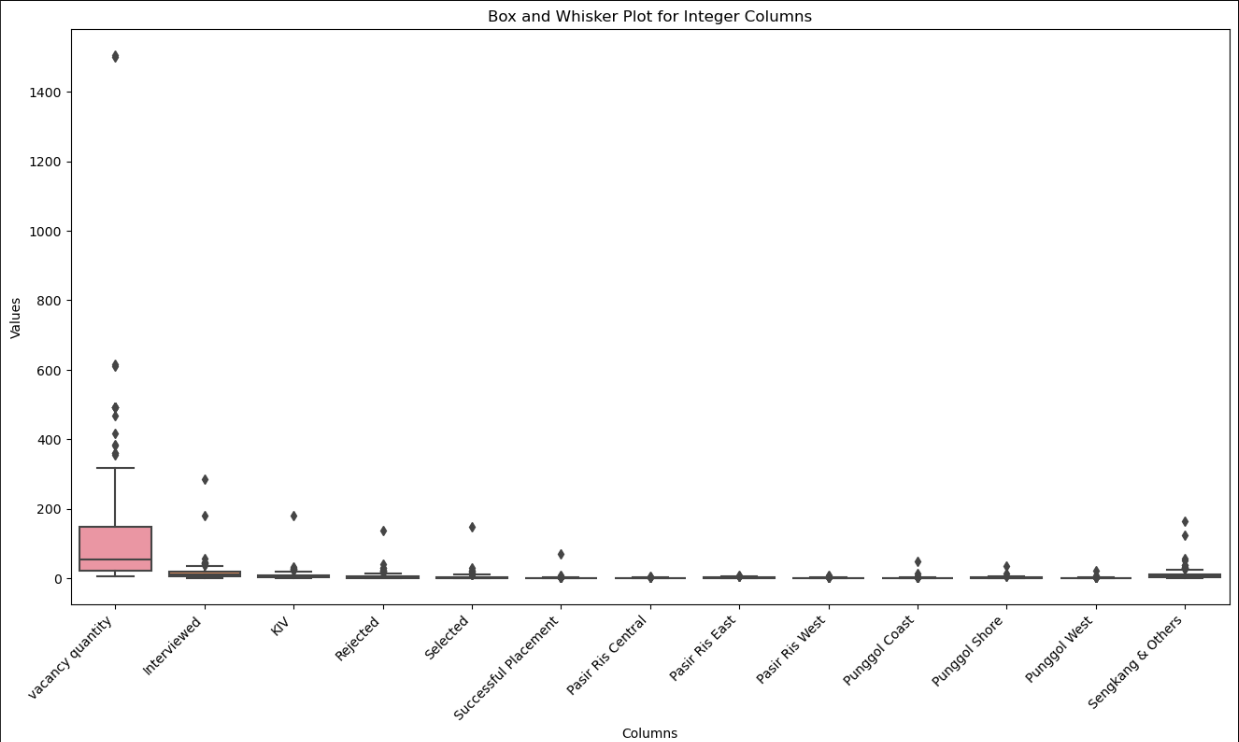 Box and Whisker Plot for Integer Columns
1400
1200
1000
800
600
400
200
0
Values
vacancy quantity
Interviewed
KIV
Rejected
Selected
Successful Placement
Pasir Ris Central
Pasir Ris East
Pasir Ris West
Punggol Coast
Punggol Shore
Punggol West
Sengkang & Others
Columns